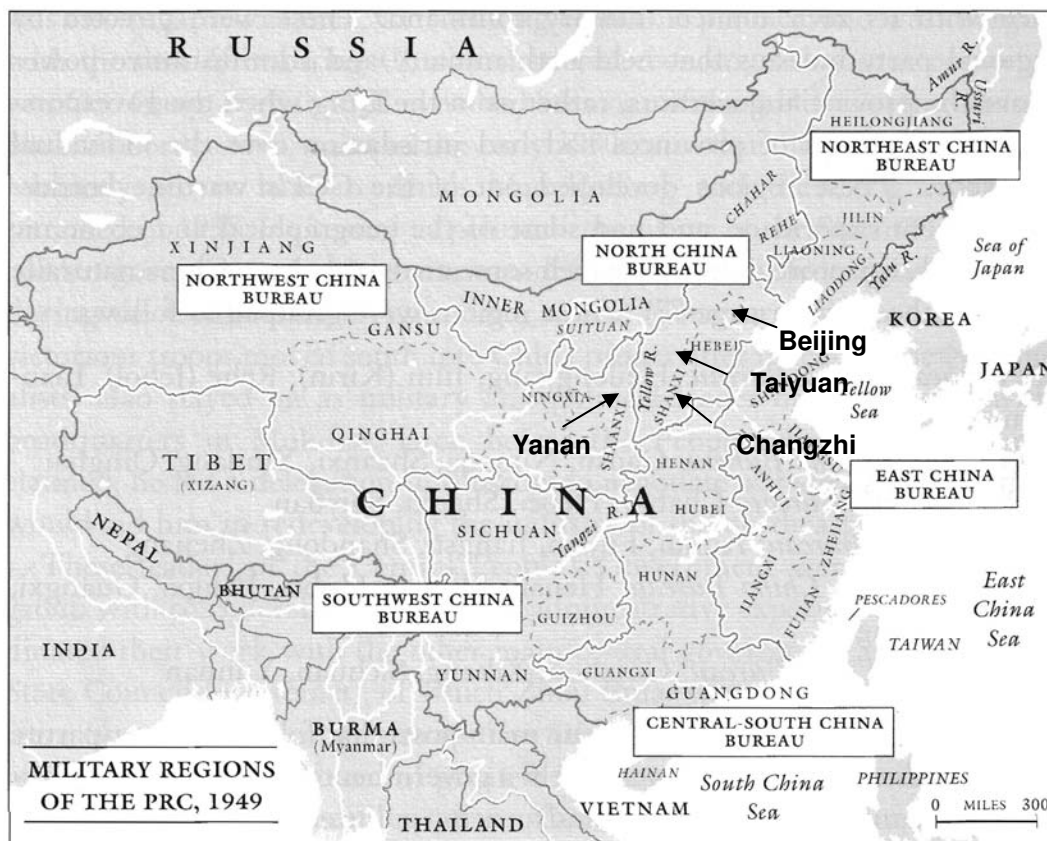 RUSSIA
Amur R.
Ussuri R.
HEILONGJIANG
NORTHEAST CHINA
BUREAU
MONGOLIA
CHAHAR
JILIN
XINJIANG
NORTH CHINA
BUREAU
REHE
LIAONING
Sea of
Japan
NORTHWEST CHINA
BUREAU
LIAODONG
Yalu R.
INNER MONGOLIA
SUIYUAN
GANSU
KOREA
HEBEI
Beijing
Taiyuan
JAPAN
NINGXIA
Yellow R.
SHANXI
SHANDONG
Yellow
Sea
SHAANXI
Yanan
Changzhi
QINGHAI
TIBET
(XIZANG)
HENAN
JIANGSU
ANHUI
EAST CHINA
BUREAU
CHINA
SICHUAN
Yangzi R.
HUBEI
ZHEJIANG
NEPAL
HUNAN
JIANGXI
BHUTAN
SOUTHWEST CHINA
BUREAU
GUIZHOU
FUJIAN
PESCADORES
East
China
Sea
TAIWAN
INDIA
YUNNAN
GUANGXI
GUANGDONG
CENTRAL-SOUTH CHINA
BUREAU
BURMA
(Myanmar)
MILITARY REGIONS
OF THE PRC, 1949
HAINAN
South China
Sea
PHILIPPINES
VIETNAM
0 MILES 300
THAILAND